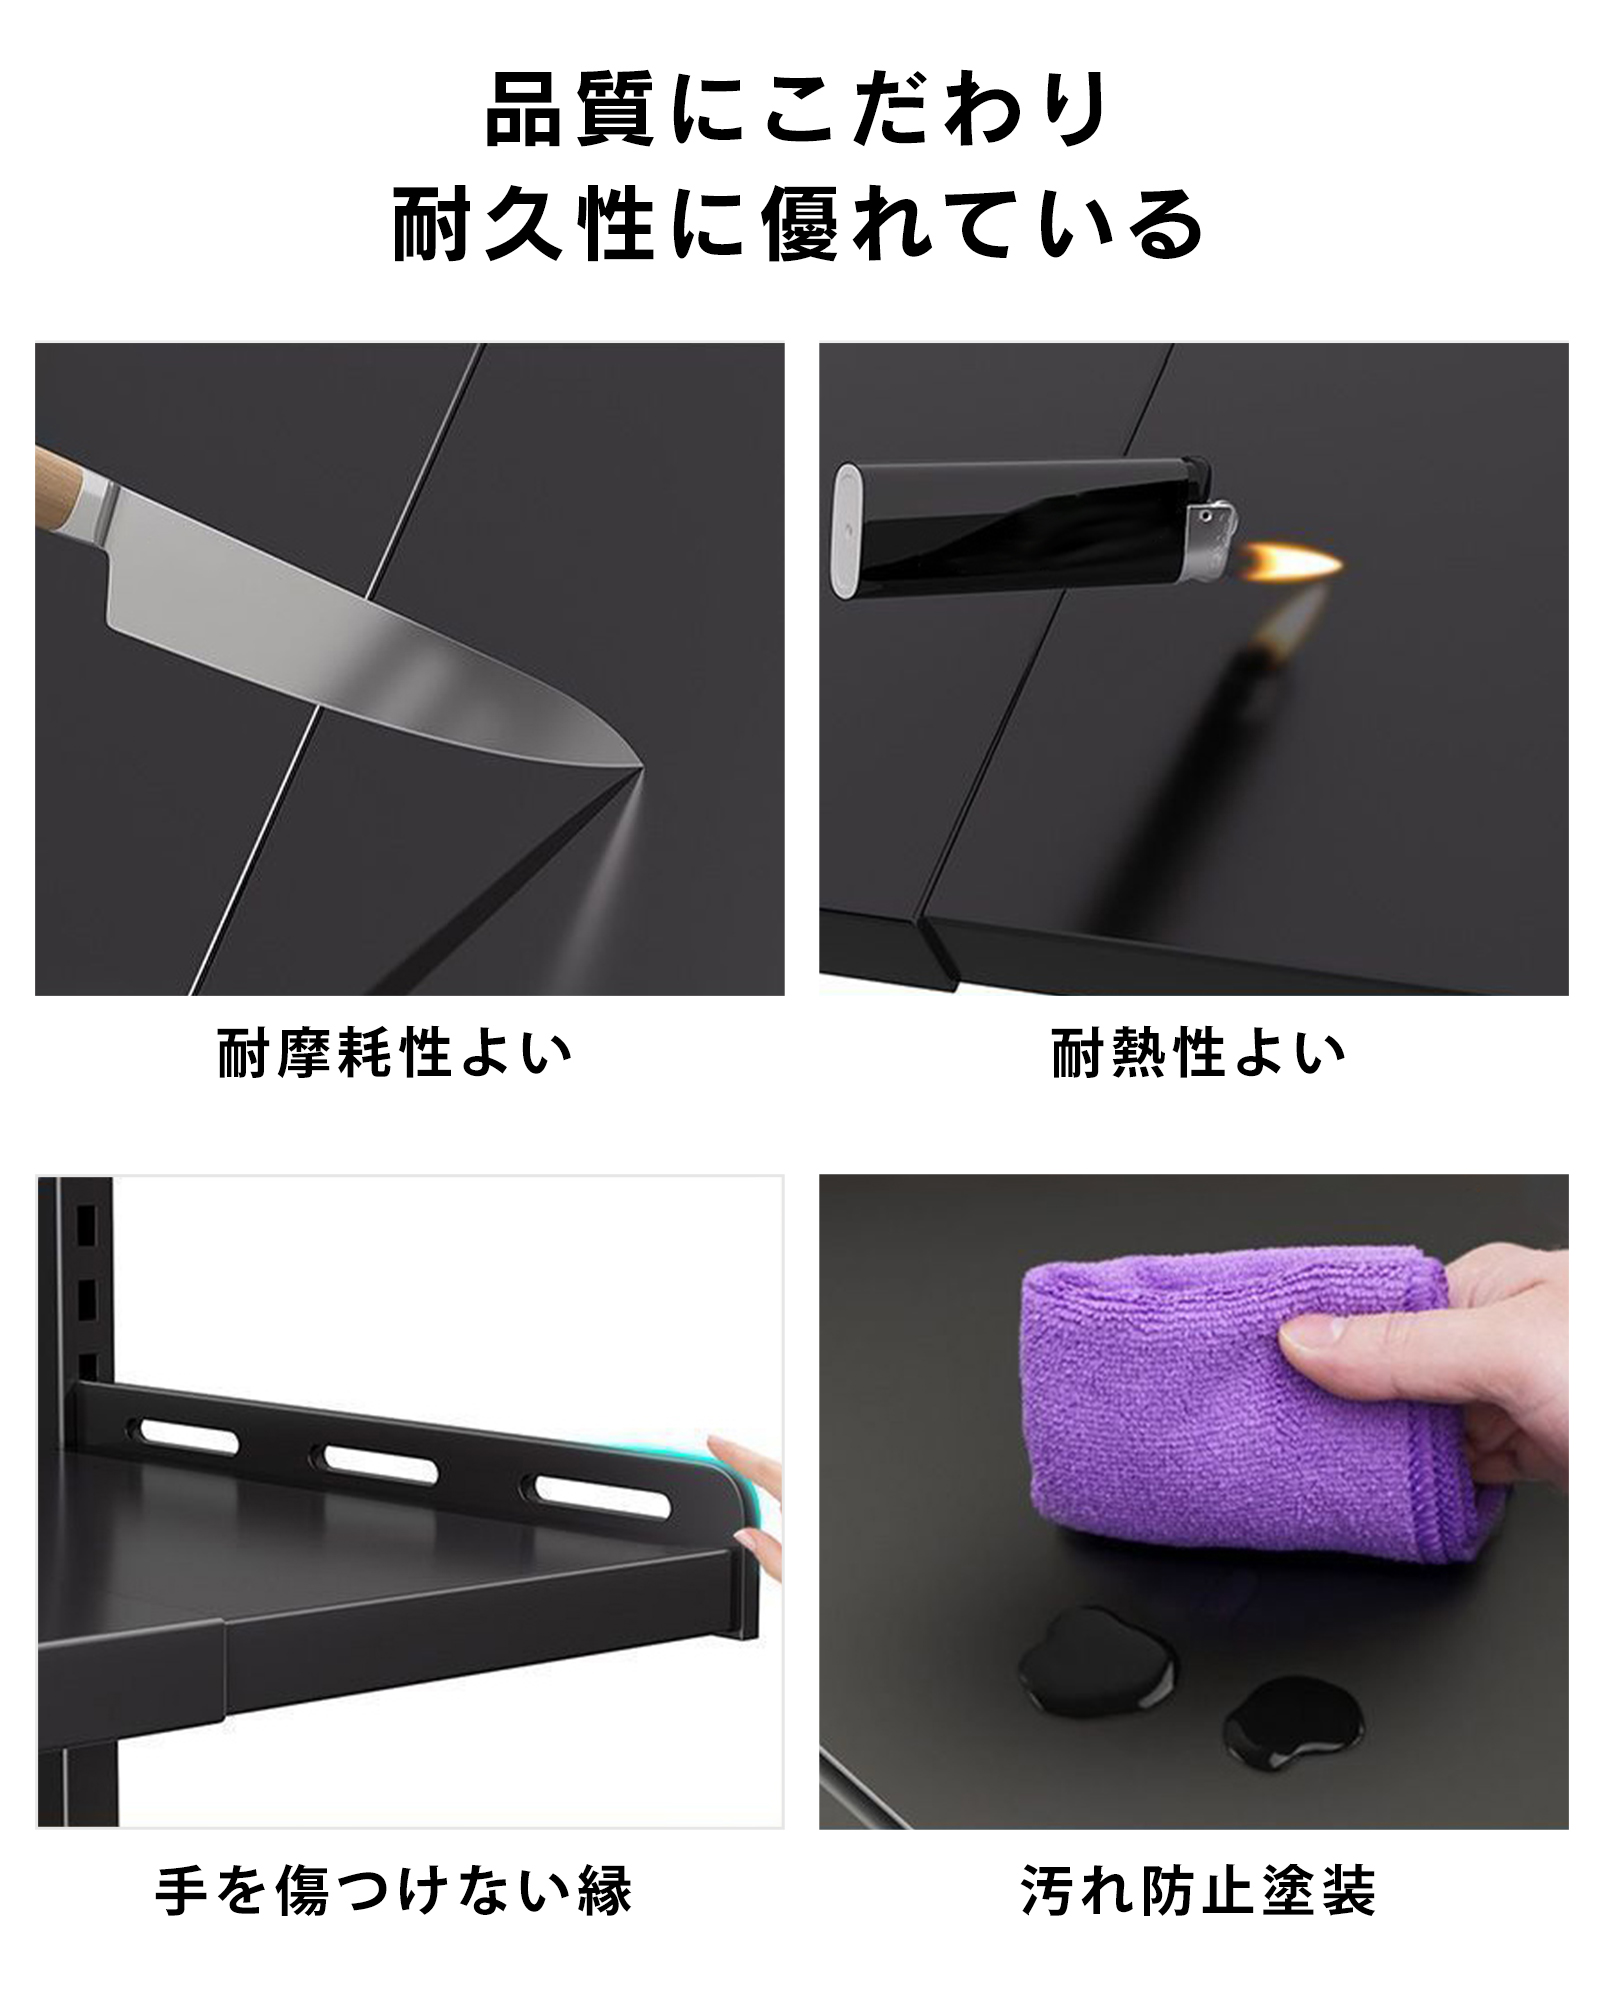 品質にこだわり
耐久性に優れている
耐摩耗性よい
耐熱性よい
手を傷つけない縁
汚れ防止塗装